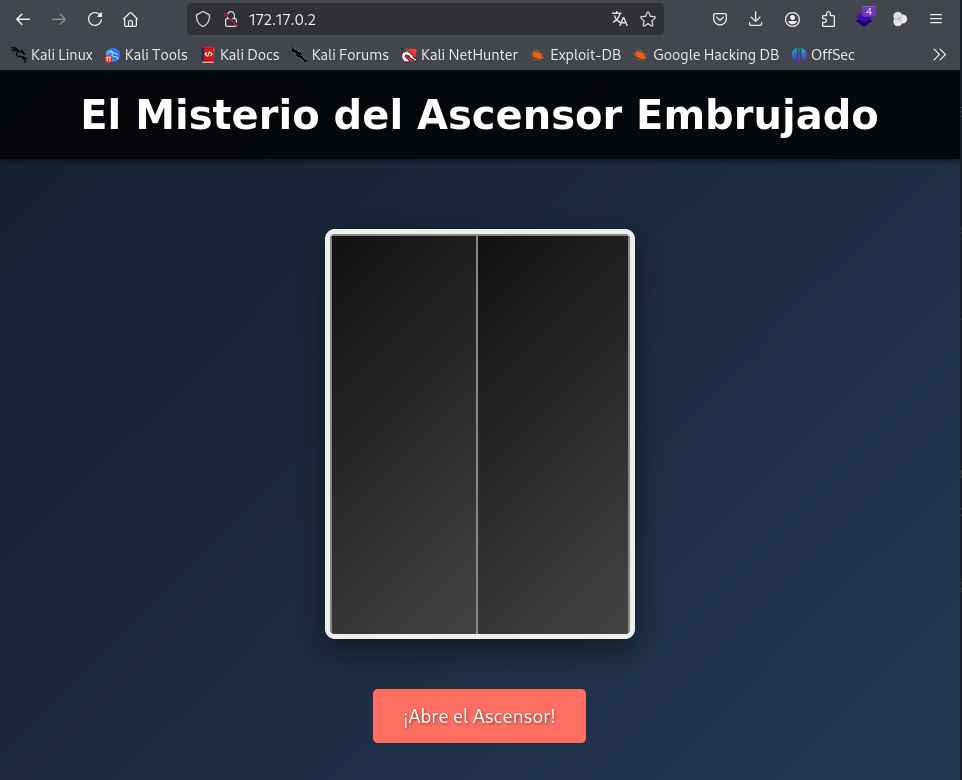 172.17.0.2
4
Kali Linux Kali Tools Kali Docs Kali Forums Kali NetHunter Exploit-DB Google Hacking DB OffSec
El Misterio del Ascensor Embrujado
¡Abre el Ascensor!